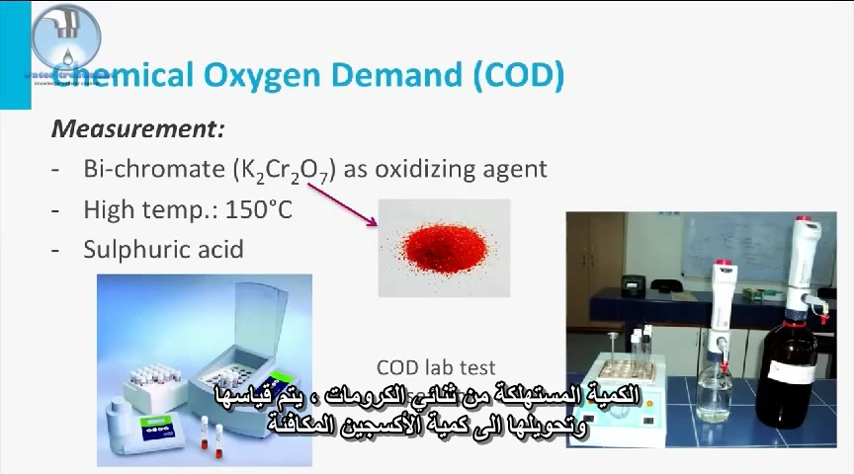 Chemical Oxygen Demand (COD)
Measurement:
- Bi-chromate (K₂Cr₂O₇) as oxidizing agent
- High temp.: 150°C
- Sulphuric acid
COD lab test
الكمية المستهلكة من ثنائي الكرومات ، يتم قياسها
وتحويلها الى كمية الأكسجين المكافئة